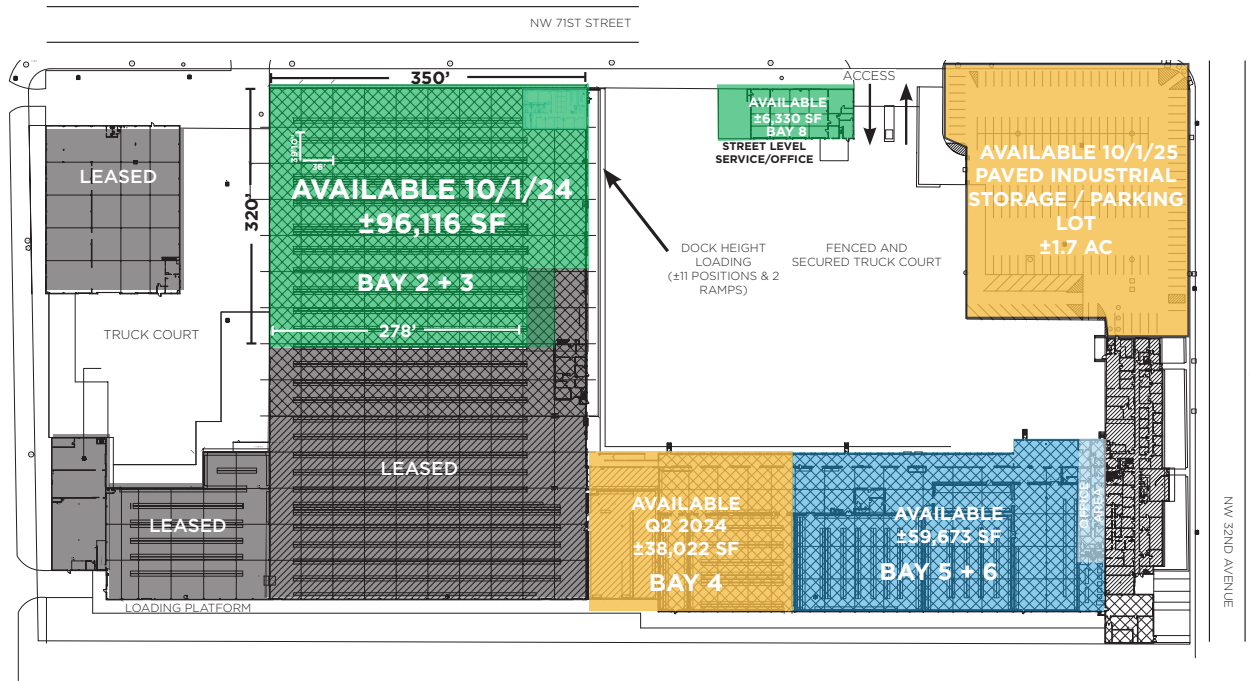 NW 71ST STREET
350'
ACCESS
AVAILABLE
±6,330 SF
BAY 8
STREET LEVEL
SERVICE/OFFICE
LEASED
39'10"
36'
320'
AVAILABLE 10/1/24
±96,116 SF
BAY 2 + 3
278'
AVAILABLE 10/1/25
PAVED INDUSTRIAL
STORAGE / PARKING
LOT
±1.7 AC
DOCK HEIGHT
LOADING
(±11 POSITIONS & 2
RAMPS)
FENCED AND
SECURED TRUCK COURT
TRUCK COURT
LEASED
LEASED
AVAILABLE
Q2 2024
±38,022 SF
BAY 4
AVAILABLE
±59,673 SF
BAY 5 + 6
OFFICE
AREA
NW 32ND AVENUE
LOADING PLATFORM